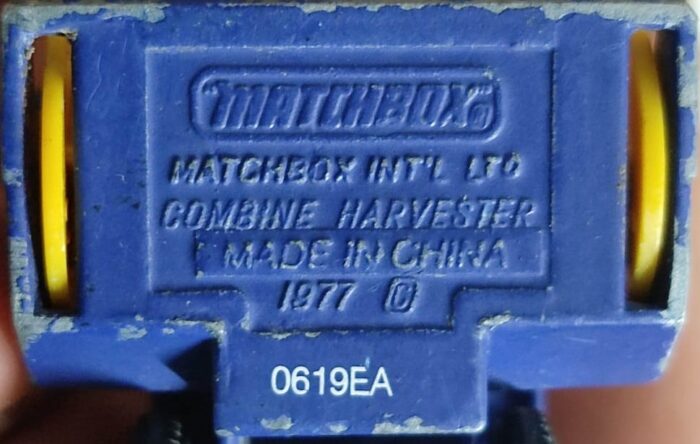 "MATCHBOX"
MATCHBOX INT'L LTD
COMBINE HARVESTER
MADE IN CHINA
1977 ©
0619EA